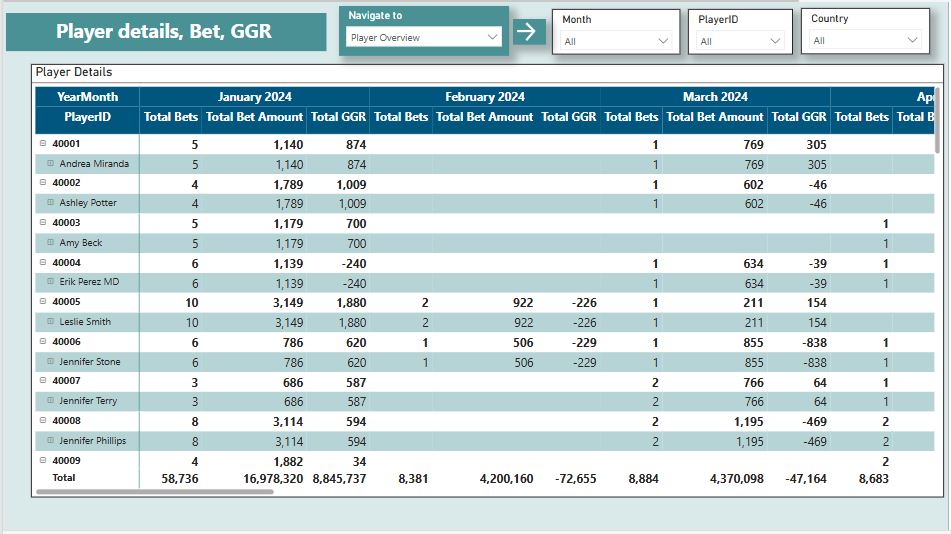 Player details, Bet, GGR
Navigate to
Player Overview
Month
All
PlayerID
All
Country
All
Player Details
YearMonth January 2024 February 2024 March 2024
PlayerID Total Bets Total Bet Amount Total GGR Total Bets Total Bet Amount Total GGR Total Bets Total Bet Amount Total GGR Total Bets Total B
40001 5 1,140 874 1 769 305
Andrea Miranda 5 1,140 874 1 769 305
40002 4 1,789 1,009 1 602 -46
Ashley Potter 4 1,789 1,009 1 602 -46
40003 5 1,179 700 1
Amy Beck 5 1,179 700 1
40004 6 1,139 -240 1 634 -39 1
Erik Perez MD 6 1,139 -240 1 634 -39 1
40005 10 3,149 1,880 2 922 -226 1 211 154
Leslie Smith 10 3,149 1,880 2 922 -226 1 211 154
40006 6 786 620 1 506 -229 1 855 -838 1
Jennifer Stone 6 786 620 1 506 -229 1 855 -838 1
40007 3 686 587 2 766 64 1
Jennifer Terry 3 686 587 2 766 64 1
40008 8 3,114 594 2 1,195 -469 2
Jennifer Phillips 8 3,114 594 2 1,195 -469 2
40009 4 1,882 34 2
Total 58,736 16,978,320 8,845,737 8,381 4,200,160 -72,655 8,884 4,370,098 -47,164 8,683